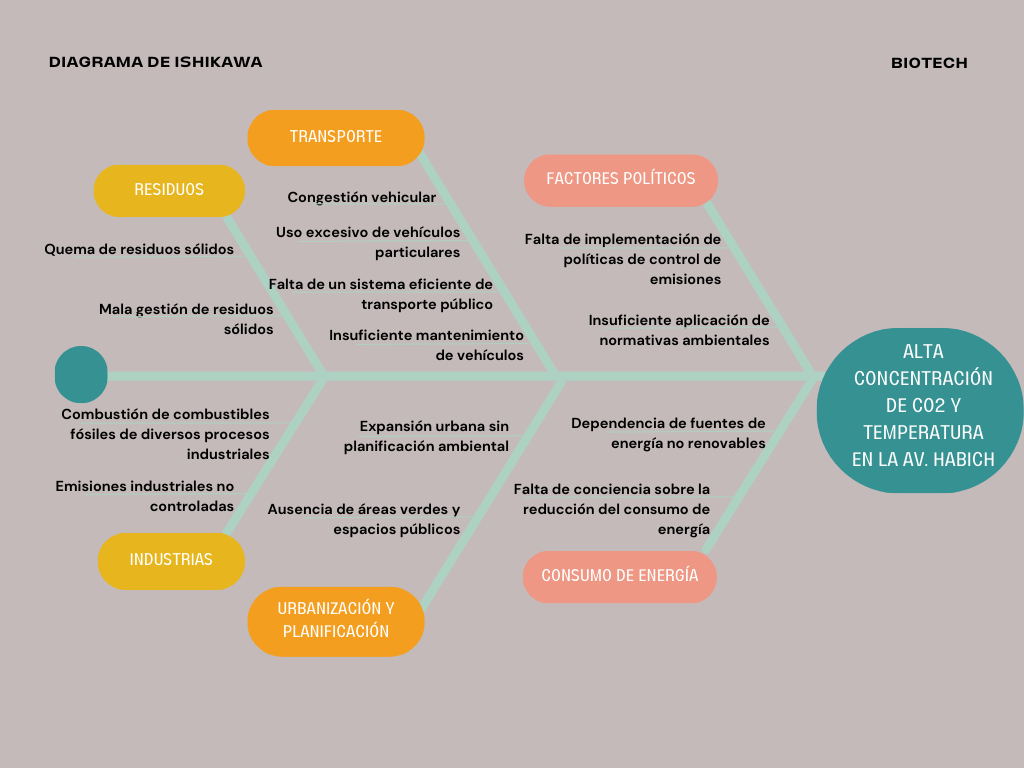 DIAGRAMA DE ISHIKAWA
BIOTECH
TRANSPORTE
RESIDUOS
FACTORES POLÍTICOS
Congestión vehicular
Uso excesivo de vehículos
particulares
Falta de un sistema eficiente de
transporte público
Insuficiente mantenimiento
de vehículos
Quema de residuos sólidos
Mala gestión de residuos
sólidos
Falta de implementación de
políticas de control de
emisiones
Insuficiente aplicación de
normativas ambientales
ALTA
CONCENTRACIÓN
DE CO2 Y
TEMPERATURA
EN LA AV. HABICH
Combustión de combustibles
fósiles de diversos procesos
industriales
Emisiones industriales no
controladas
Expansión urbana sin
planificación ambiental
Ausencia de áreas verdes y
espacios públicos
Dependencia de fuentes de
energía no renovables
Falta de conciencia sobre la
reducción del consumo de
energía
INDUSTRIAS
URBANIZACIÓN Y
PLANIFICACIÓN
CONSUMO DE ENERGÍA